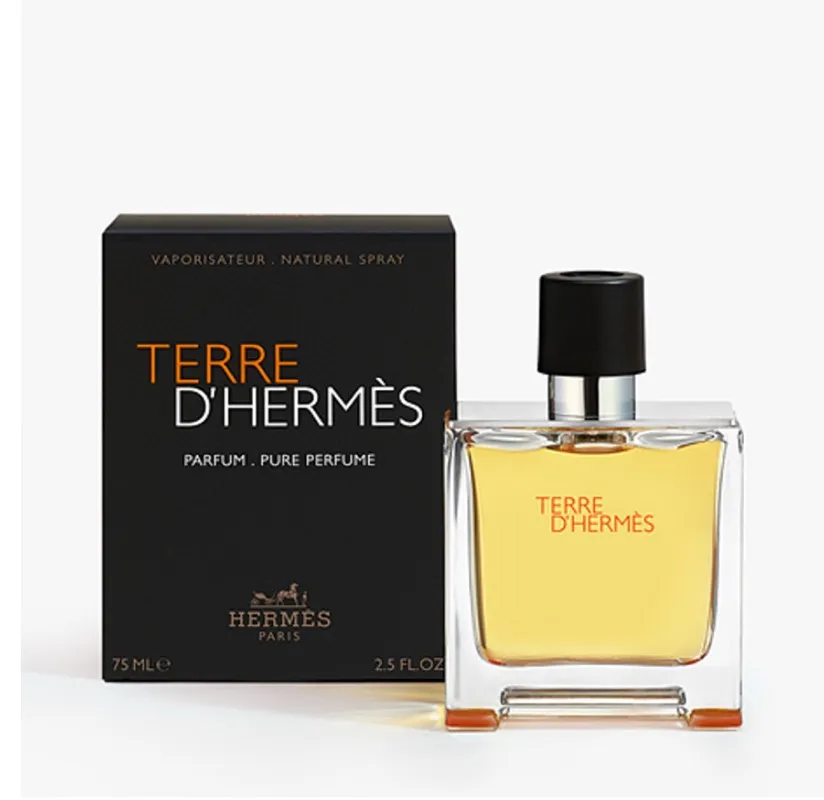 VAPORISATEUR . NATURAL SPRAY
TERRE
D'HERMÈS
PARFUM . PURE PERFUME
HERMÈS
PARIS
75 ML ℮
2.5 FL.OZ
TERRE
D'HERMÈS